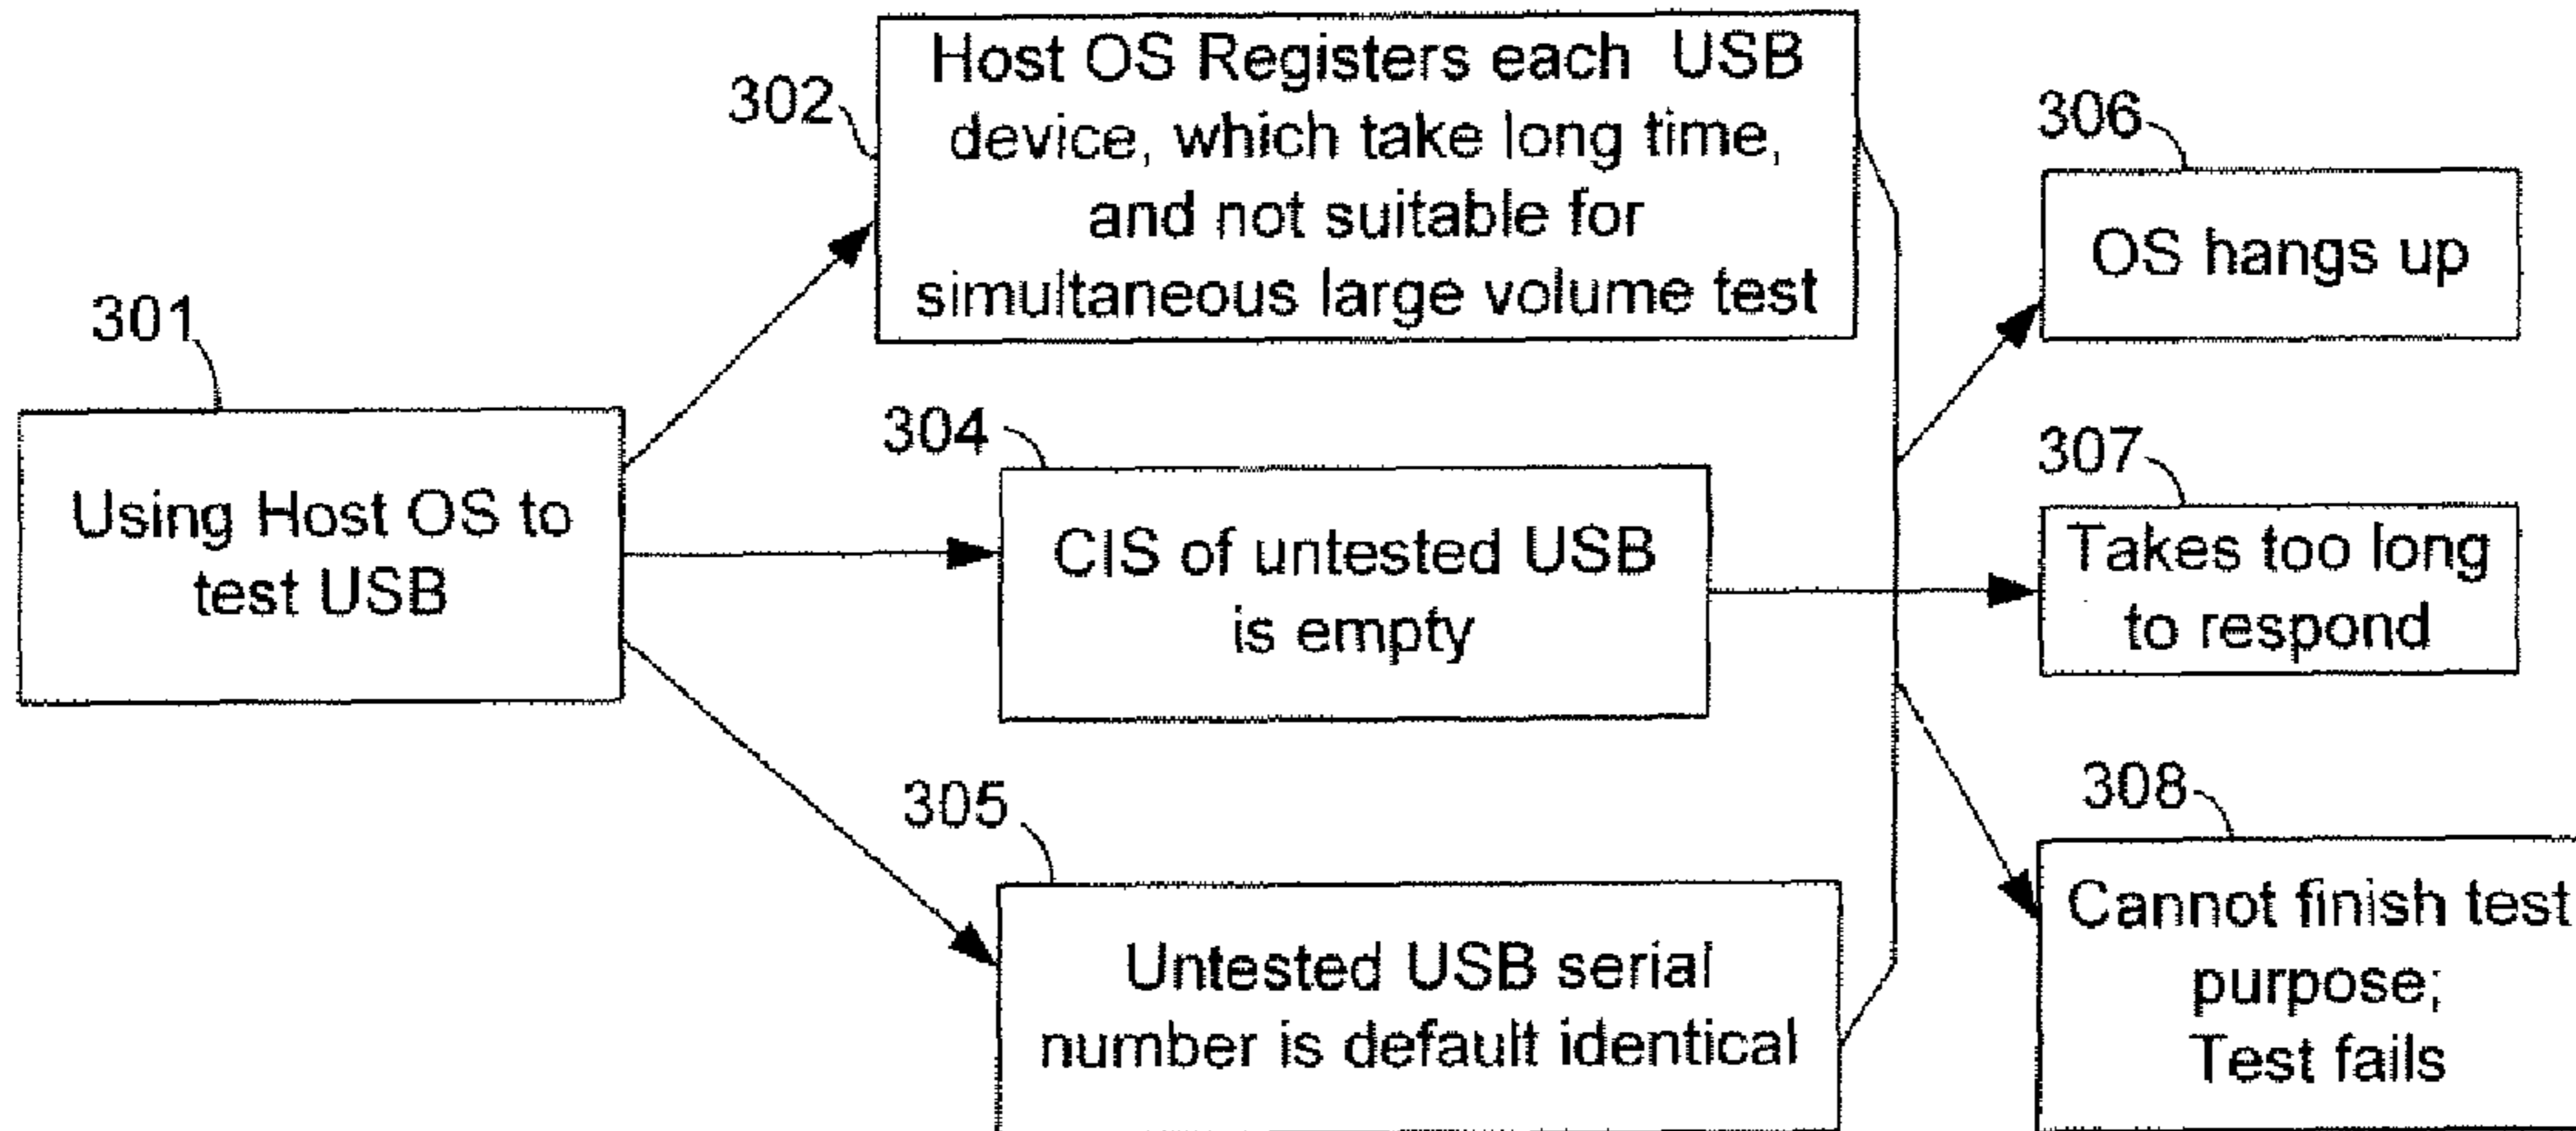 301
Using Host OS to
test USB
302
Host OS Registers each USB
device, which take long time,
and not suitable for
simultaneous large volume test
304
CIS of untested USB
is empty
305
Untested USB serial
number is default identical
306
OS hangs up
307
Takes too long
to respond
308
Cannot finish test
purpose;
Test fails